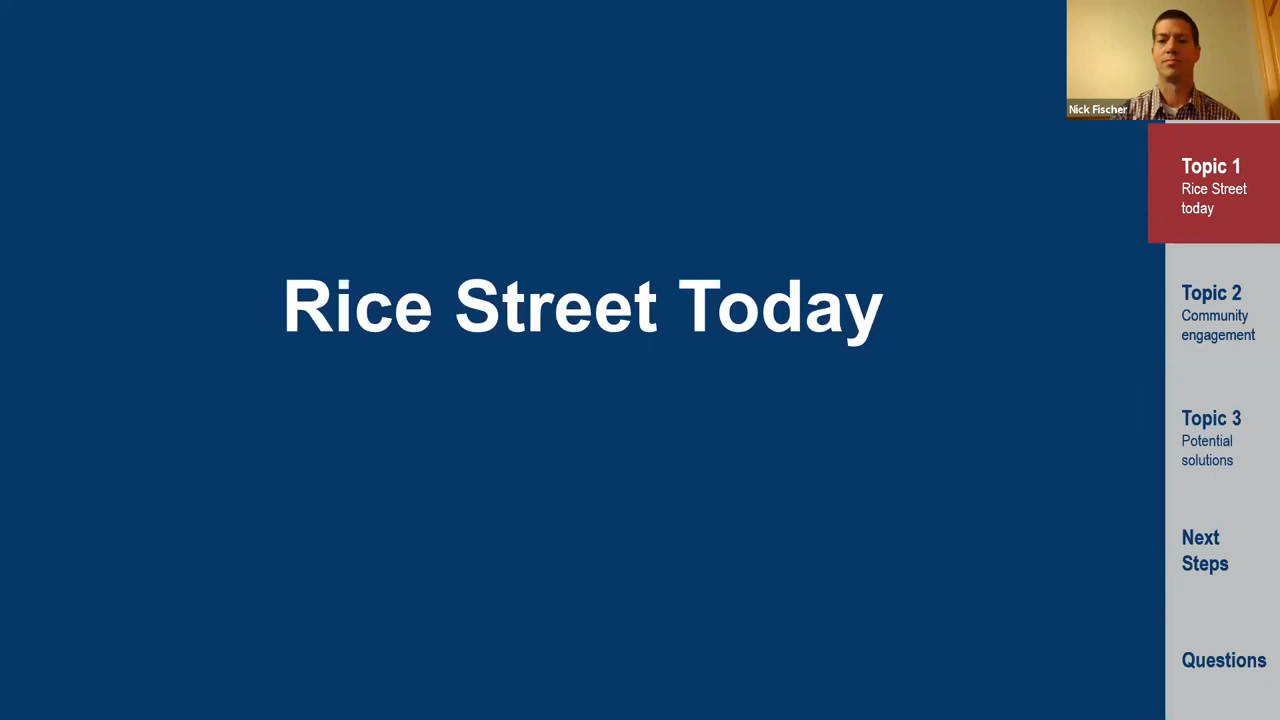 Nick Fischer
Rice Street Today
Topic 1
Rice Street
today
Topic 2
Community
engagement
Topic 3
Potential
solutions
Next
Steps
Questions